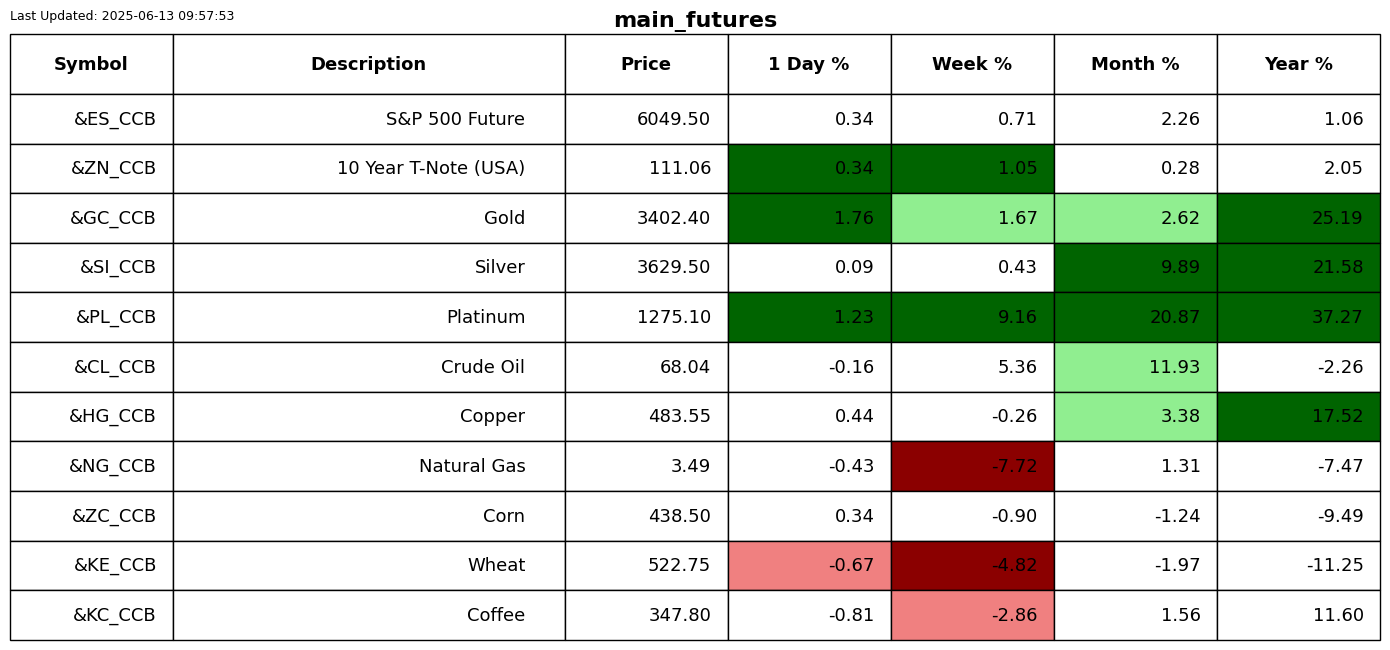 Last Updated: 2025-06-13 09:57:53
main_futures
Symbol Description Price 1 Day % Week % Month % Year %
&ES_CCB S&P 500 Future 6049.50 0.34 0.71 2.26 1.06
&ZN_CCB 10 Year T-Note (USA) 111.06 0.34 1.05 0.28 2.05
&GC_CCB Gold 3402.40 1.76 1.67 2.62 25.19
&SI_CCB Silver 3629.50 0.09 0.43 9.89 21.58
&PL_CCB Platinum 1275.10 1.23 9.16 20.87 37.27
&CL_CCB Crude Oil 68.04 -0.16 5.36 11.93 -2.26
&HG_CCB Copper 483.55 0.44 -0.26 3.38 17.52
&NG_CCB Natural Gas 3.49 -0.43 -7.72 1.31 -7.47
&ZC_CCB Corn 438.50 0.34 -0.90 -1.24 -9.49
&KE_CCB Wheat 522.75 -0.67 -4.82 -1.97 -11.25
&KC_CCB Coffee 347.80 -0.81 -2.86 1.56 11.60